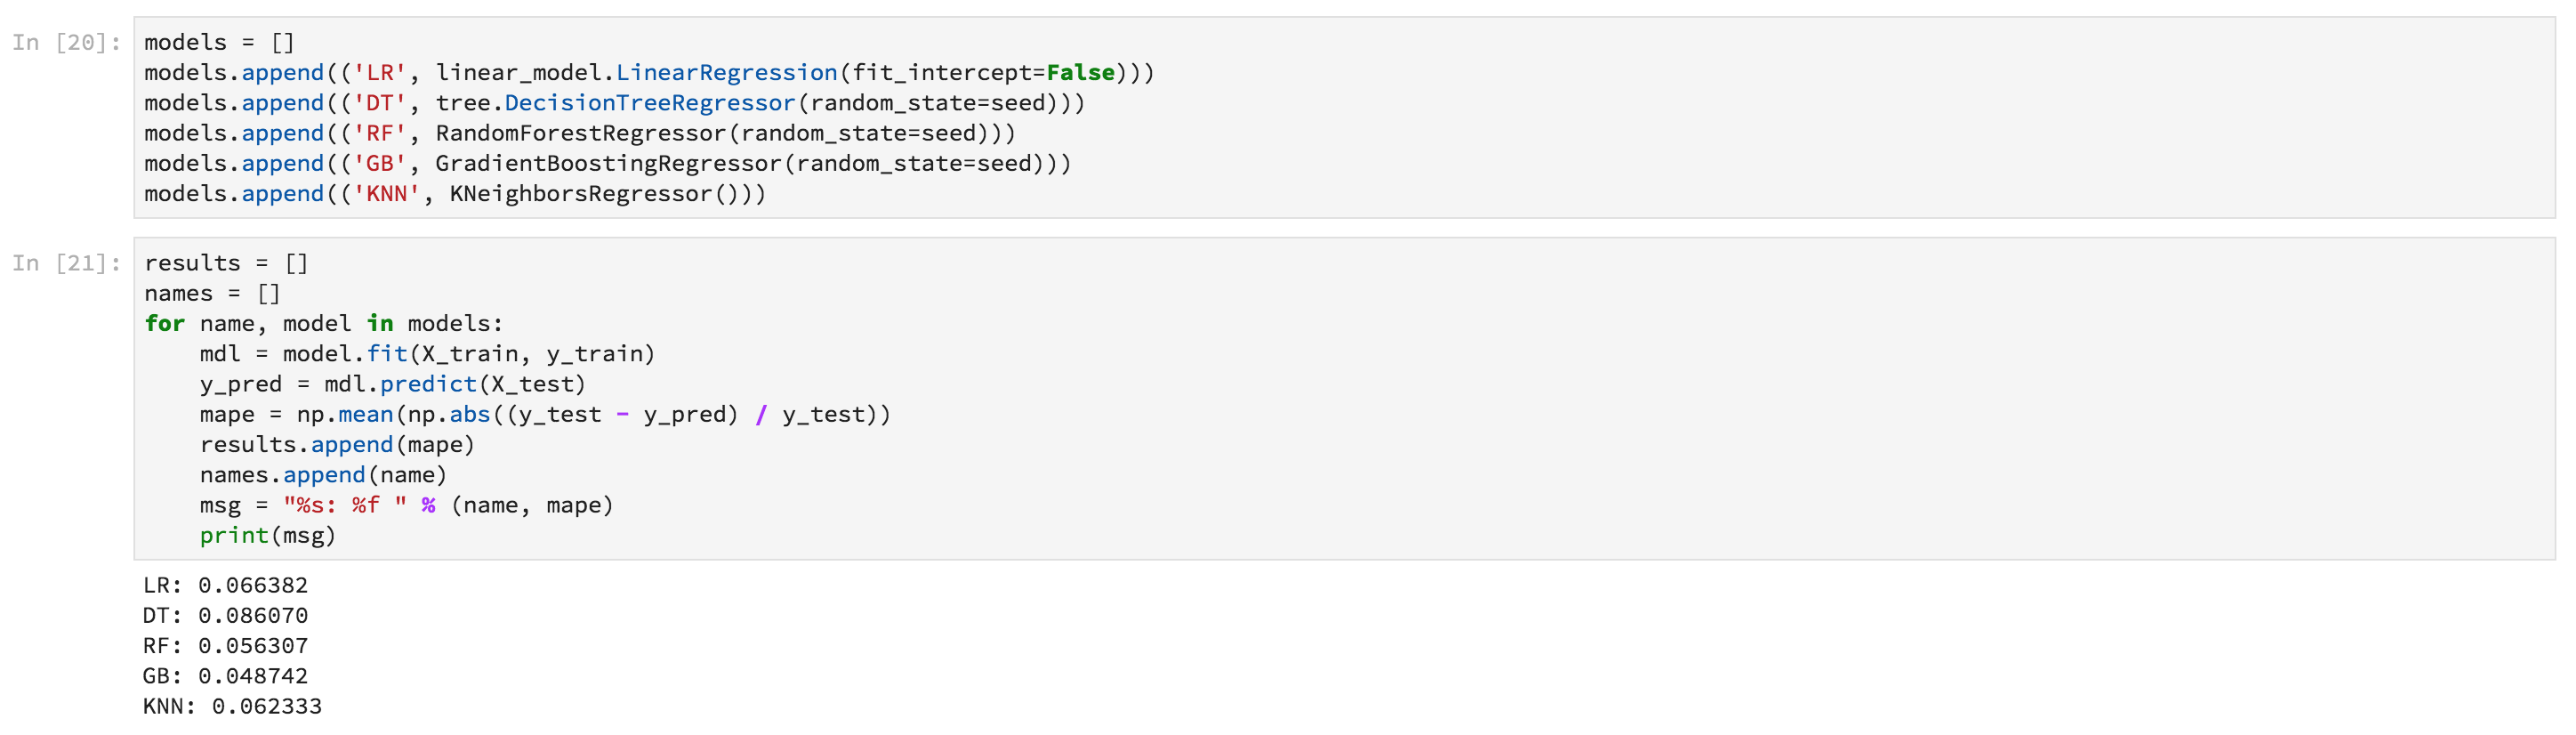 In [20]:
models = []
models.append(('LR', linear_model.LinearRegression(fit_intercept=False)))
models.append(('DT', tree.DecisionTreeRegressor(random_state=seed)))
models.append(('RF', RandomForestRegressor(random_state=seed)))
models.append(('GB', GradientBoostingRegressor(random_state=seed)))
models.append(('KNN', KNeighborsRegressor()))
In [21]:
results = []
names = []
for name, model in models:
    mdl = model.fit(X_train, y_train)
    y_pred = mdl.predict(X_test)
    mape = np.mean(np.abs((y_test - y_pred) / y_test))
    results.append(mape)
    names.append(name)
    msg = "%s: %f " % (name, mape)
    print(msg)
LR: 0.066382
DT: 0.086070
RF: 0.056307
GB: 0.048742
KNN: 0.062333